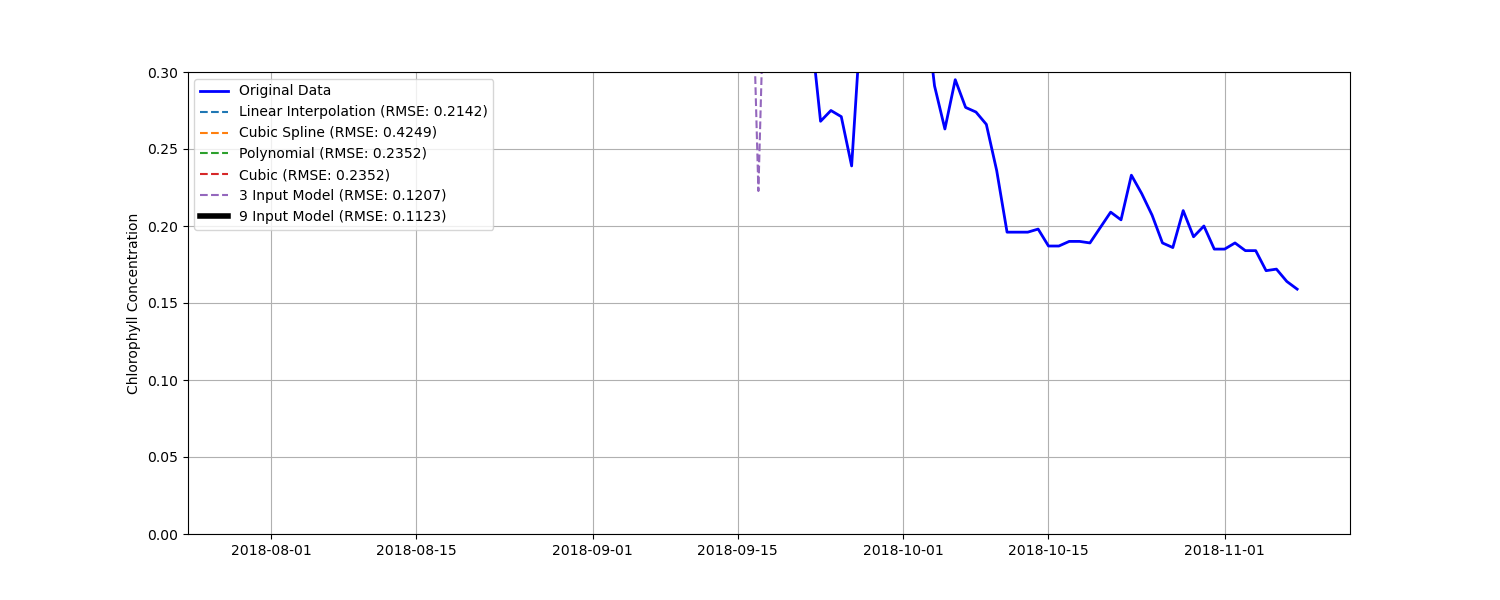 0.30
0.25
0.20
0.15
0.10
0.05
0.00
Chlorophyll Concentration
Original Data
Linear Interpolation (RMSE: 0.2142)
Cubic Spline (RMSE: 0.4249)
Polynomial (RMSE: 0.2352)
Cubic (RMSE: 0.2352)
3 Input Model (RMSE: 0.1207)
9 Input Model (RMSE: 0.1123)
2018-08-01
2018-08-15
2018-09-01
2018-09-15
2018-10-01
2018-10-15
2018-11-01